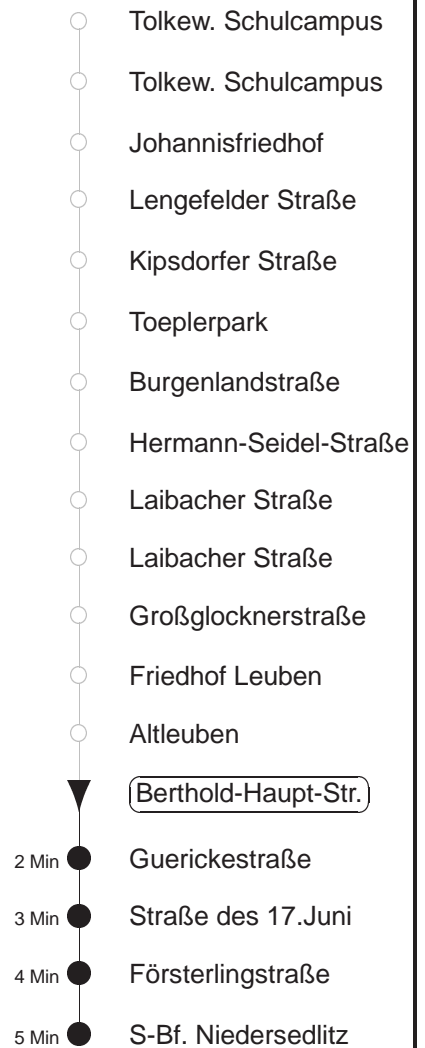 Tolkew. Schulcampus
Tolkew. Schulcampus
Johannisfriedhof
Lengefelder Straße
Kipsdorfer Straße
Toeplerpark
Burgenlandstraße
Hermann-Seidel-Straße
Laibacher Straße
Laibacher Straße
Großglocknerstraße
Friedhof Leuben
Altleuben
Berthold-Haupt-Str.
2 Min Guerickestraße
3 Min Straße des 17.Juni
4 Min Försterlingstraße
5 Min S-Bf. Niedersedlitz